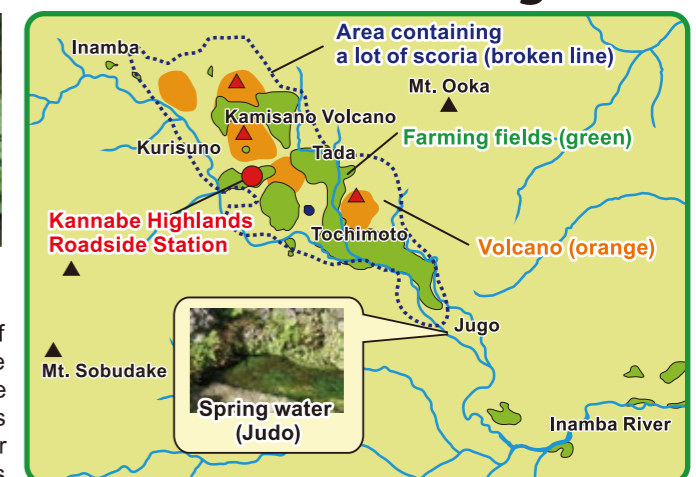 Area containing
a lot of scoria (broken line)
Inamba
Mt. Ooka
Kamisano Volcano
Farming fields (green)
Kurisuno
Tada
Kannabe Highlands
Roadside Station
Tochimoto
Volcano (orange)
Jugo
Mt. Sobudake
Spring water
(Judo)
Inamba River